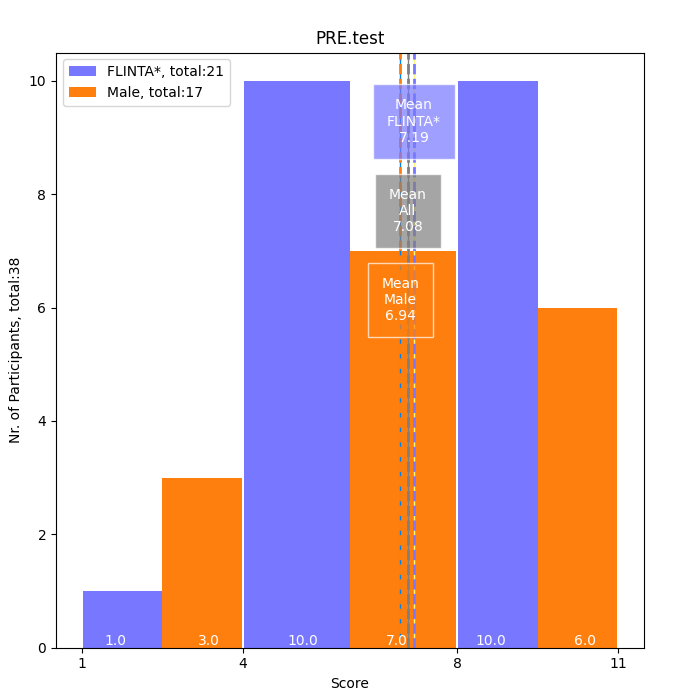 PRE.test
FLINTA*, total:21
Male, total:17
Mean
FLINTA*
7.19
Mean
All
7.08
Mean
Male
6.94
Nr. of Participants, total:38
10
8
6
4
2
0
1.0
3.0
10.0
7.0
10.0
6.0
1
4
8
11
Score